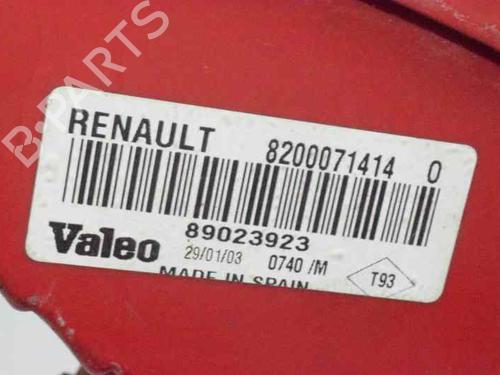 B-PARTS
RENAULT
8200071414 0
Valeo
89023923
29/01/03 0740 /M
T93
MADE IN SPAIN